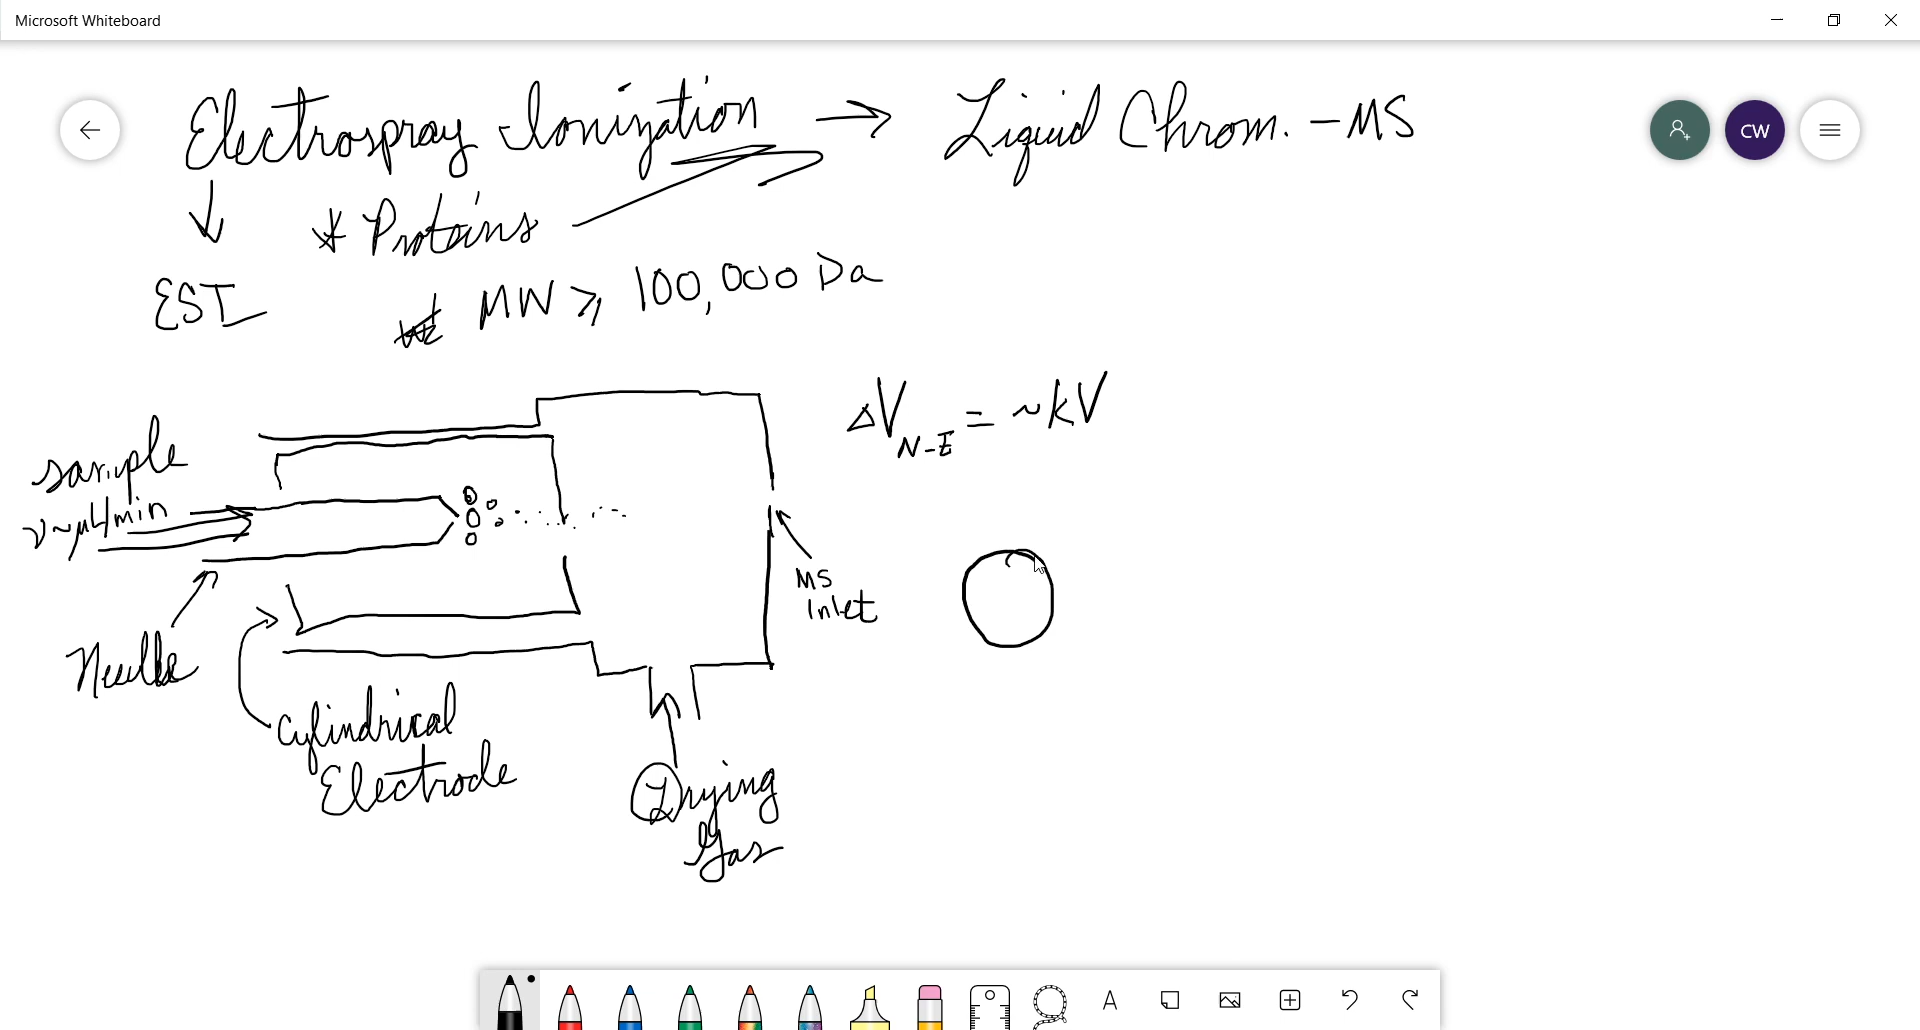 Microsoft Whiteboard
Electrospray Ionization → Liquid Chrom. - MS
CW
↓ * Proteins
ESI
* MW ≥ 100,000 Da
ΔV N-E = ~kV
sample
v~μL/min
MS
Inlet
Needle
Cylindrical
Electrode
Drying
Gas
A